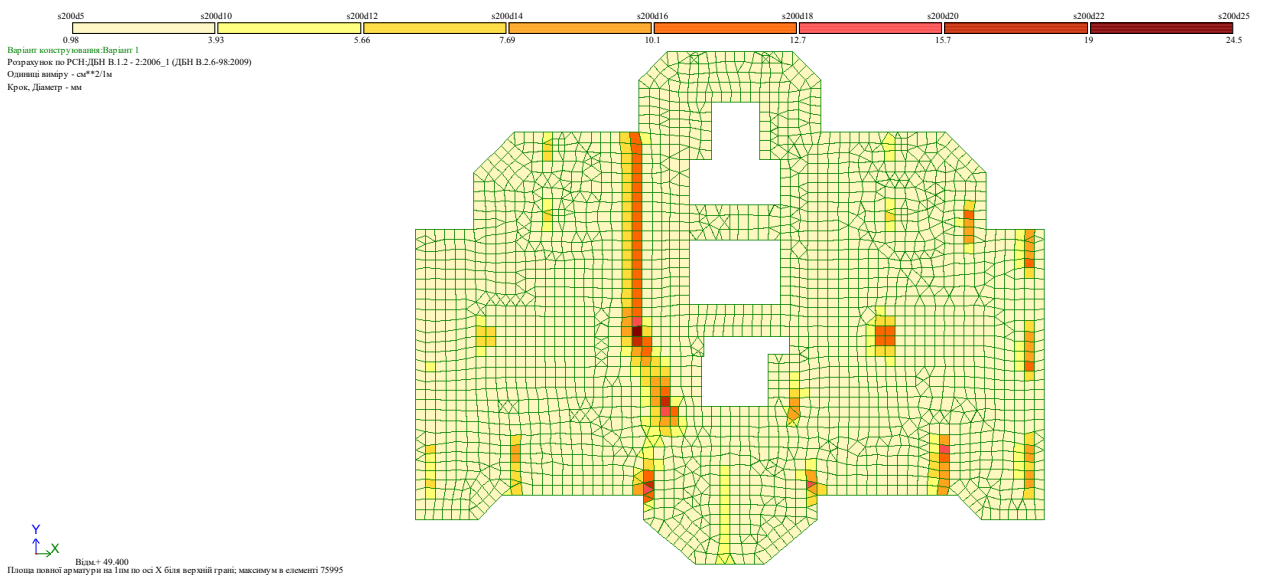 s200d5 s200d10 s200d12 s200d14 s200d16 s200d18 s200d20 s200d22 s200d25
0.98 3.93 5.66 7.69 10.1 12.7 15.7 19 24.5
Варіант конструювання:Варіант 1
Розрахунок по РСН:ДБН В.1.2 - 2:2006_1 (ДБН В.2.6-98:2009)
Одиниці виміру - см**2/1м
Крок, Діаметр - мм
Y
X
Відм.+ 49.400
Площа повної арматури на 1пм по осі X біля верхній грані; максимум в елементі 75995